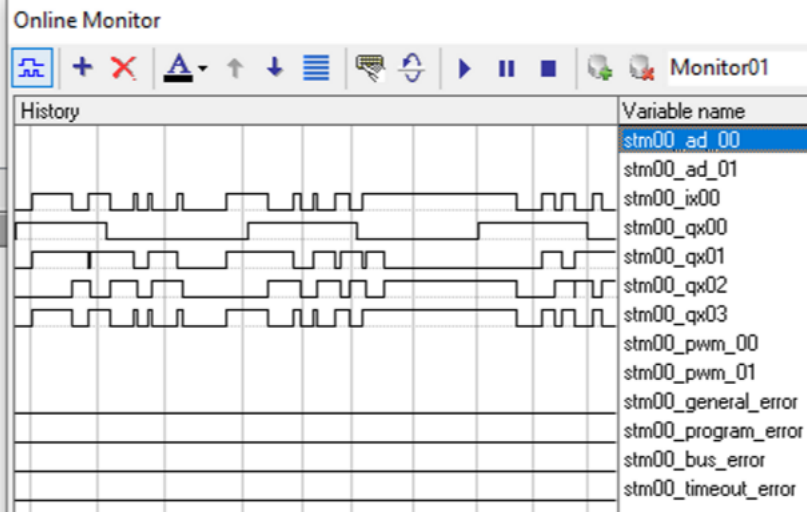 Online Monitor
A
Monitor01
History
Variable name
stm00_ad_00
stm00_ad_01
stm00_ix00
stm00_qx00
stm00_qx01
stm00_qx02
stm00_qx03
stm00_pwm_00
stm00_pwm_01
stm00_general_error
stm00_program_error
stm00_bus_error
stm00_timeout_error